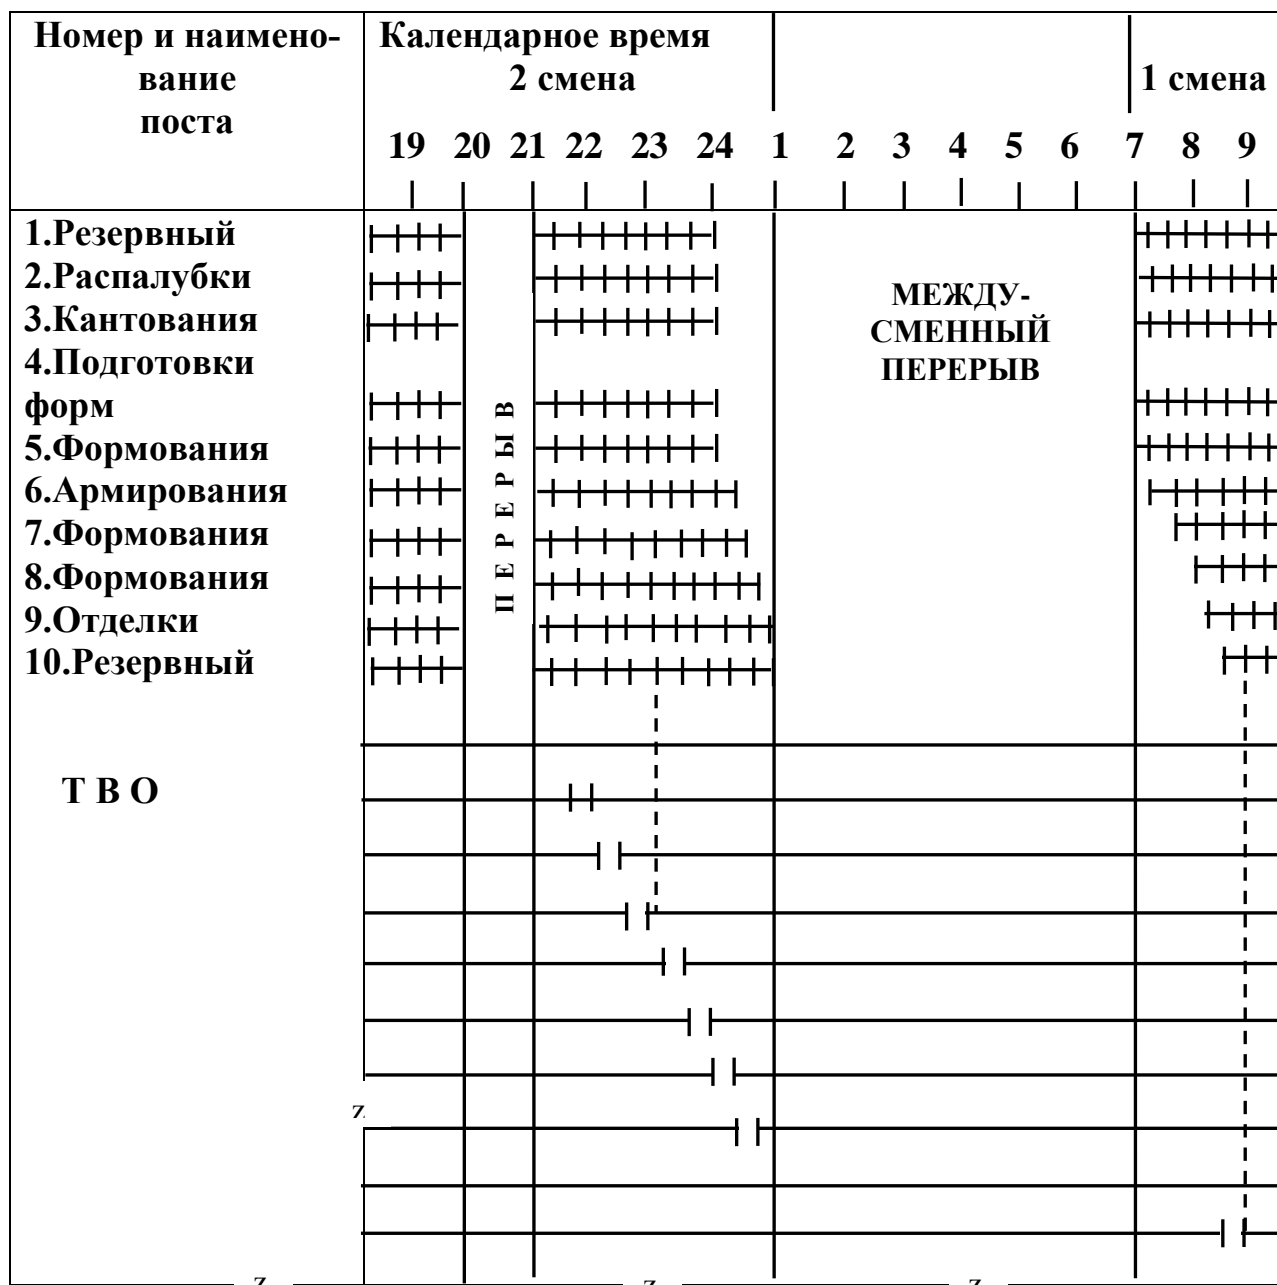 Номер и наимено-
вание
поста
Календарное время
2 смена
1 смена
19 20 21 22 23 24 1 2 3 4 5 6 7 8 9
1.Резервный
2.Распалубки
3.Кантования
4.Подготовки
форм
5.Формования
6.Армирования
7.Формования
8.Формования
9.Отделки
10.Резервный
ПЕРЕРЫВ
МЕЖДУ-
СМЕННЫЙ
ПЕРЕРЫВ
Т В О
z
z z z